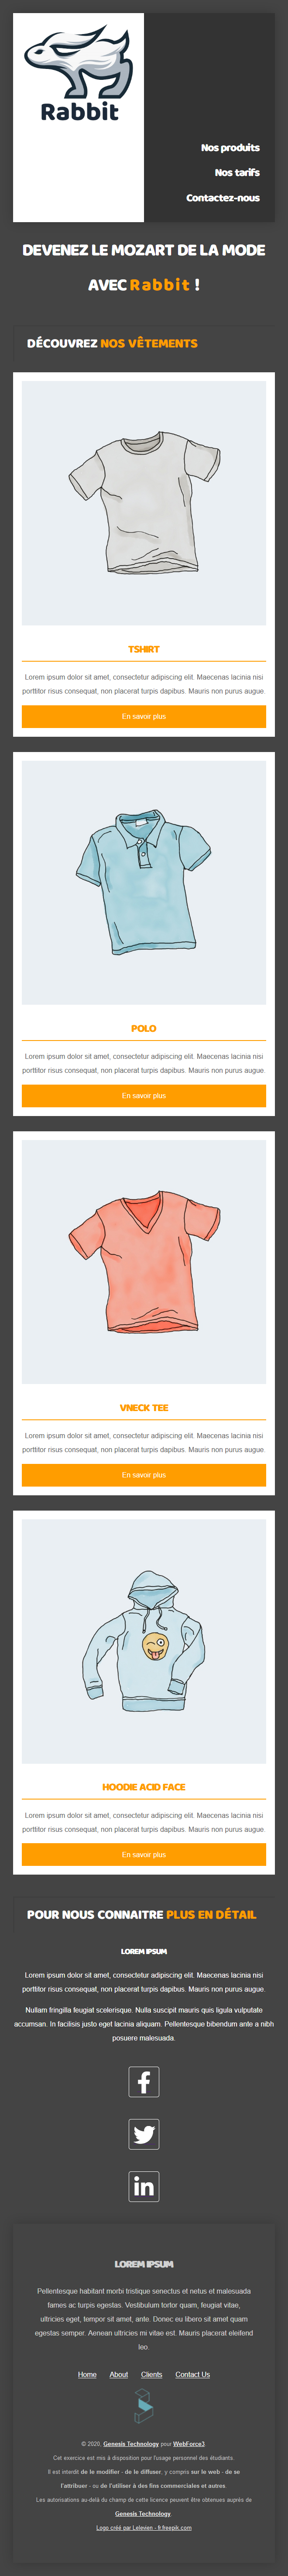 Rabbit
Nos produits
Nos tarifs
Contactez-nous
DEVENEZ LE MOZART DE LA MODE
AVEC Rabbit !
DÉCOUVREZ NOS VÊTEMENTS
TSHIRT
Lorem ipsum dolor sit amet, consectetur adipiscing elit. Maecenas lacinia nisi
porttitor risus consequat, non placerat turpis dapibus. Mauris non purus augue.
En savoir plus
POLO
Lorem ipsum dolor sit amet, consectetur adipiscing elit. Maecenas lacinia nisi
porttitor risus consequat, non placerat turpis dapibus. Mauris non purus augue.
En savoir plus
VNECK TEE
Lorem ipsum dolor sit amet, consectetur adipiscing elit. Maecenas lacinia nisi
porttitor risus consequat, non placerat turpis dapibus. Mauris non purus augue.
En savoir plus
HOODIE ACID FACE
Lorem ipsum dolor sit amet, consectetur adipiscing elit. Maecenas lacinia nisi
porttitor risus consequat, non placerat turpis dapibus. Mauris non purus augue.
En savoir plus
POUR NOUS CONNAITRE PLUS EN DÉTAIL
LOREM IPSUM
Lorem ipsum dolor sit amet, consectetur adipiscing elit. Maecenas lacinia nisi
porttitor risus consequat, non placerat turpis dapibus. Mauris non purus augue.
Nullam fringilla feugiat scelerisque. Nulla suscipit mauris quis ligula vulputate
accumsan. In facilisis justo eget lacinia aliquam. Pellentesque bibendum ante a nibh
posuere malesuada.
LOREM IPSUM
Pellentesque habitant morbi tristique senectus et netus et malesuada
fames ac turpis egestas. Vestibulum tortor quam, feugiat vitae,
ultricies eget, tempor sit amet, ante. Donec eu libero sit amet quam
egestas semper. Aenean ultricies mi vitae est. Mauris placerat eleifend
leo.
Home About Clients Contact Us
© 2020, Genesis Technology pour WebForce3.
Cet exercice est mis à disposition pour l'usage personnel des étudiants.
Il est interdit de le modifier - de le diffuser, y compris sur le web - de se
l'attribuer - ou de l'utiliser à des fins commerciales et autres.
Les autorisations au-delà du champ de cette licence peuvent être obtenues auprès de
Genesis Technology.
Logo créé par Lelevien - fr.freepik.com